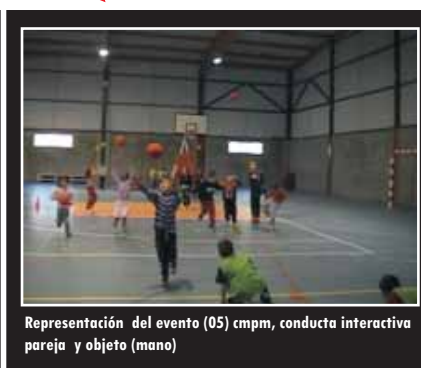 Representación del evento (05) cmpm, conducta interactiva
pareja y objeto (mano)